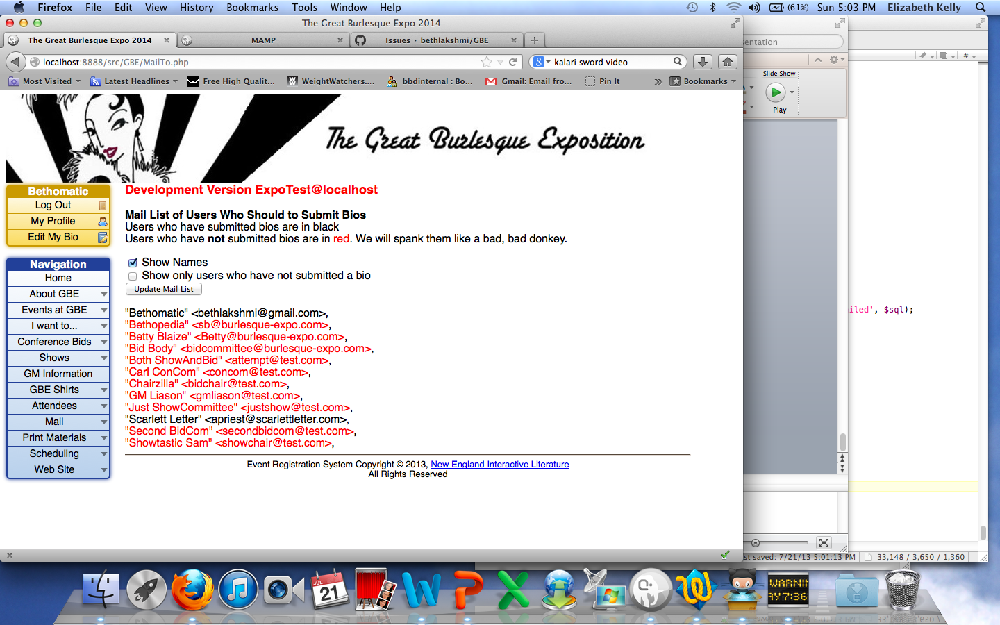 Firefox File Edit View History Bookmarks Tools Window Help (61%) Sun 5:03 PM Elizabeth Kelly
The Great Burlesque Expo 2014
The Great Burlesque Expo 2014 MAMP Issues · bethlakshmi/GBE
localhost:8888/src/GBE/MailTo.php kalari sword video
Most Visited Latest Headlines Free High Qualit... WeightWatchers.... bbdinternal : Bo... Gmail: Email fro... Pin It Bookmarks
entation
Slide Show
Play
The Great Burlesque Exposition
Bethomatic
Log Out
My Profile
Edit My Bio
Navigation
Home
About GBE
Events at GBE
I want to...
Conference Bids
Shows
GM Information
GBE Shirts
Attendees
Mail
Print Materials
Scheduling
Web Site
Development Version ExpoTest@localhost
Mail List of Users Who Should to Submit Bios
Users who have submitted bios are in black
Users who have not submitted bios are in red. We will spank them like a bad, bad donkey.
Show Names
Show only users who have not submitted a bio
Update Mail List
"Bethomatic" <bethlakshmi@gmail.com>,
"Bethopedia" <sb@burlesque-expo.com>,
"Betty Blaize" <Betty@burlesque-expo.com>,
"Bid Body" <bidcommittee@burlesque-expo.com>,
"Both ShowAndBid" <attempt@test.com>,
"Carl ConCom" <concom@test.com>,
"Chairzilla" <bidchair@test.com>,
"GM Liason" <gmliason@test.com>,
"Just ShowCommittee" <justshow@test.com>,
"Scarlett Letter" <apriest@scarlettletter.com>,
"Second BidCom" <secondbidcom@test.com>,
"Showtastic Sam" <showchair@test.com>,
Event Registration System Copyright © 2013, New England Interactive Literature
All Rights Reserved
iled', $sql);
st saved: 7/21/13 5:01:13 PM 33,148 / 3,650 / 1,360
JUL
21
WARNIN
AY 7:36